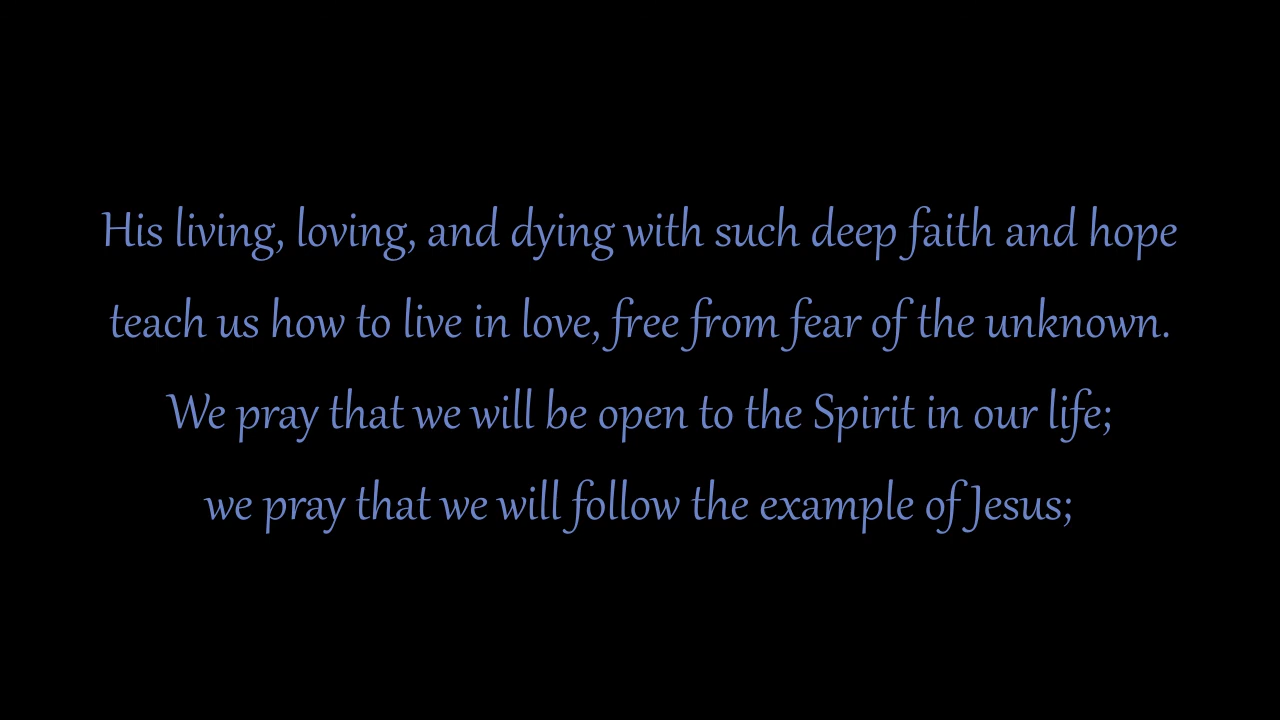 His living, loving, and dying with such deep faith and hope
teach us how to live in love, free from fear of the unknown.
We pray that we will be open to the Spirit in our life;
we pray that we will follow the example of Jesus;